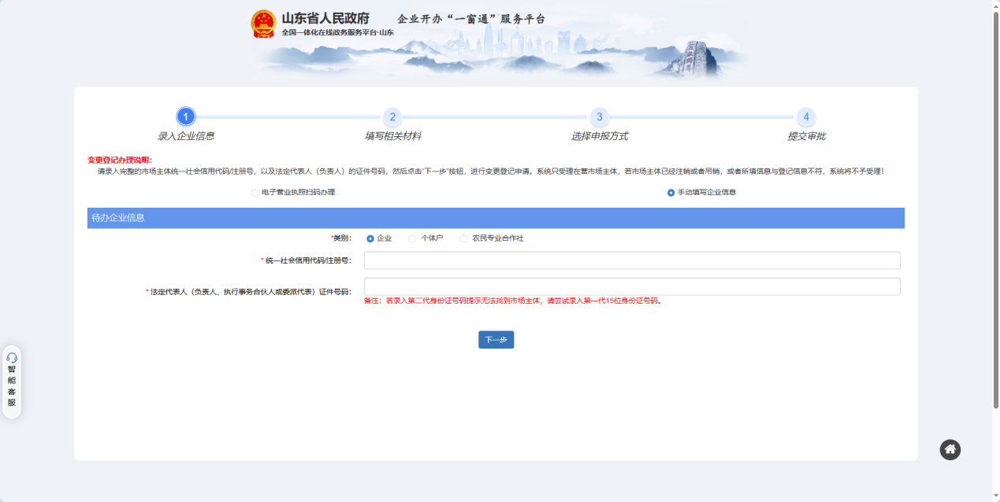 山东省人民政府
企业开办“一窗通”服务平台
全国一体化在线政务服务平台·山东
五岳独尊
1
2
3
4
录入企业信息
填写相关材料
选择申报方式
提交审批
变更登记办理说明：
请录入完整的市场主体统一社会信用代码/注册号，以及法定代表人（负责人）的证件号码，然后点击“下一步”按钮，进行变更登记申请。系统只受理在营市场主体，若市场主体已经注销或者吊销，或者所填信息与登记信息不符，系统将不予受理！
电子营业执照扫码办理
手动填写企业信息
待办企业信息
*类别：
企业
个体户
农民专业合作社
* 统一社会信用代码/注册号：
* 法定代表人（负责人、执行事务合伙人或委派代表）证件号码：
备注：若录入第二代身份证号码提示无法找到市场主体，请尝试录入第一代15位身份证号码。
下一步
智
能
客
服